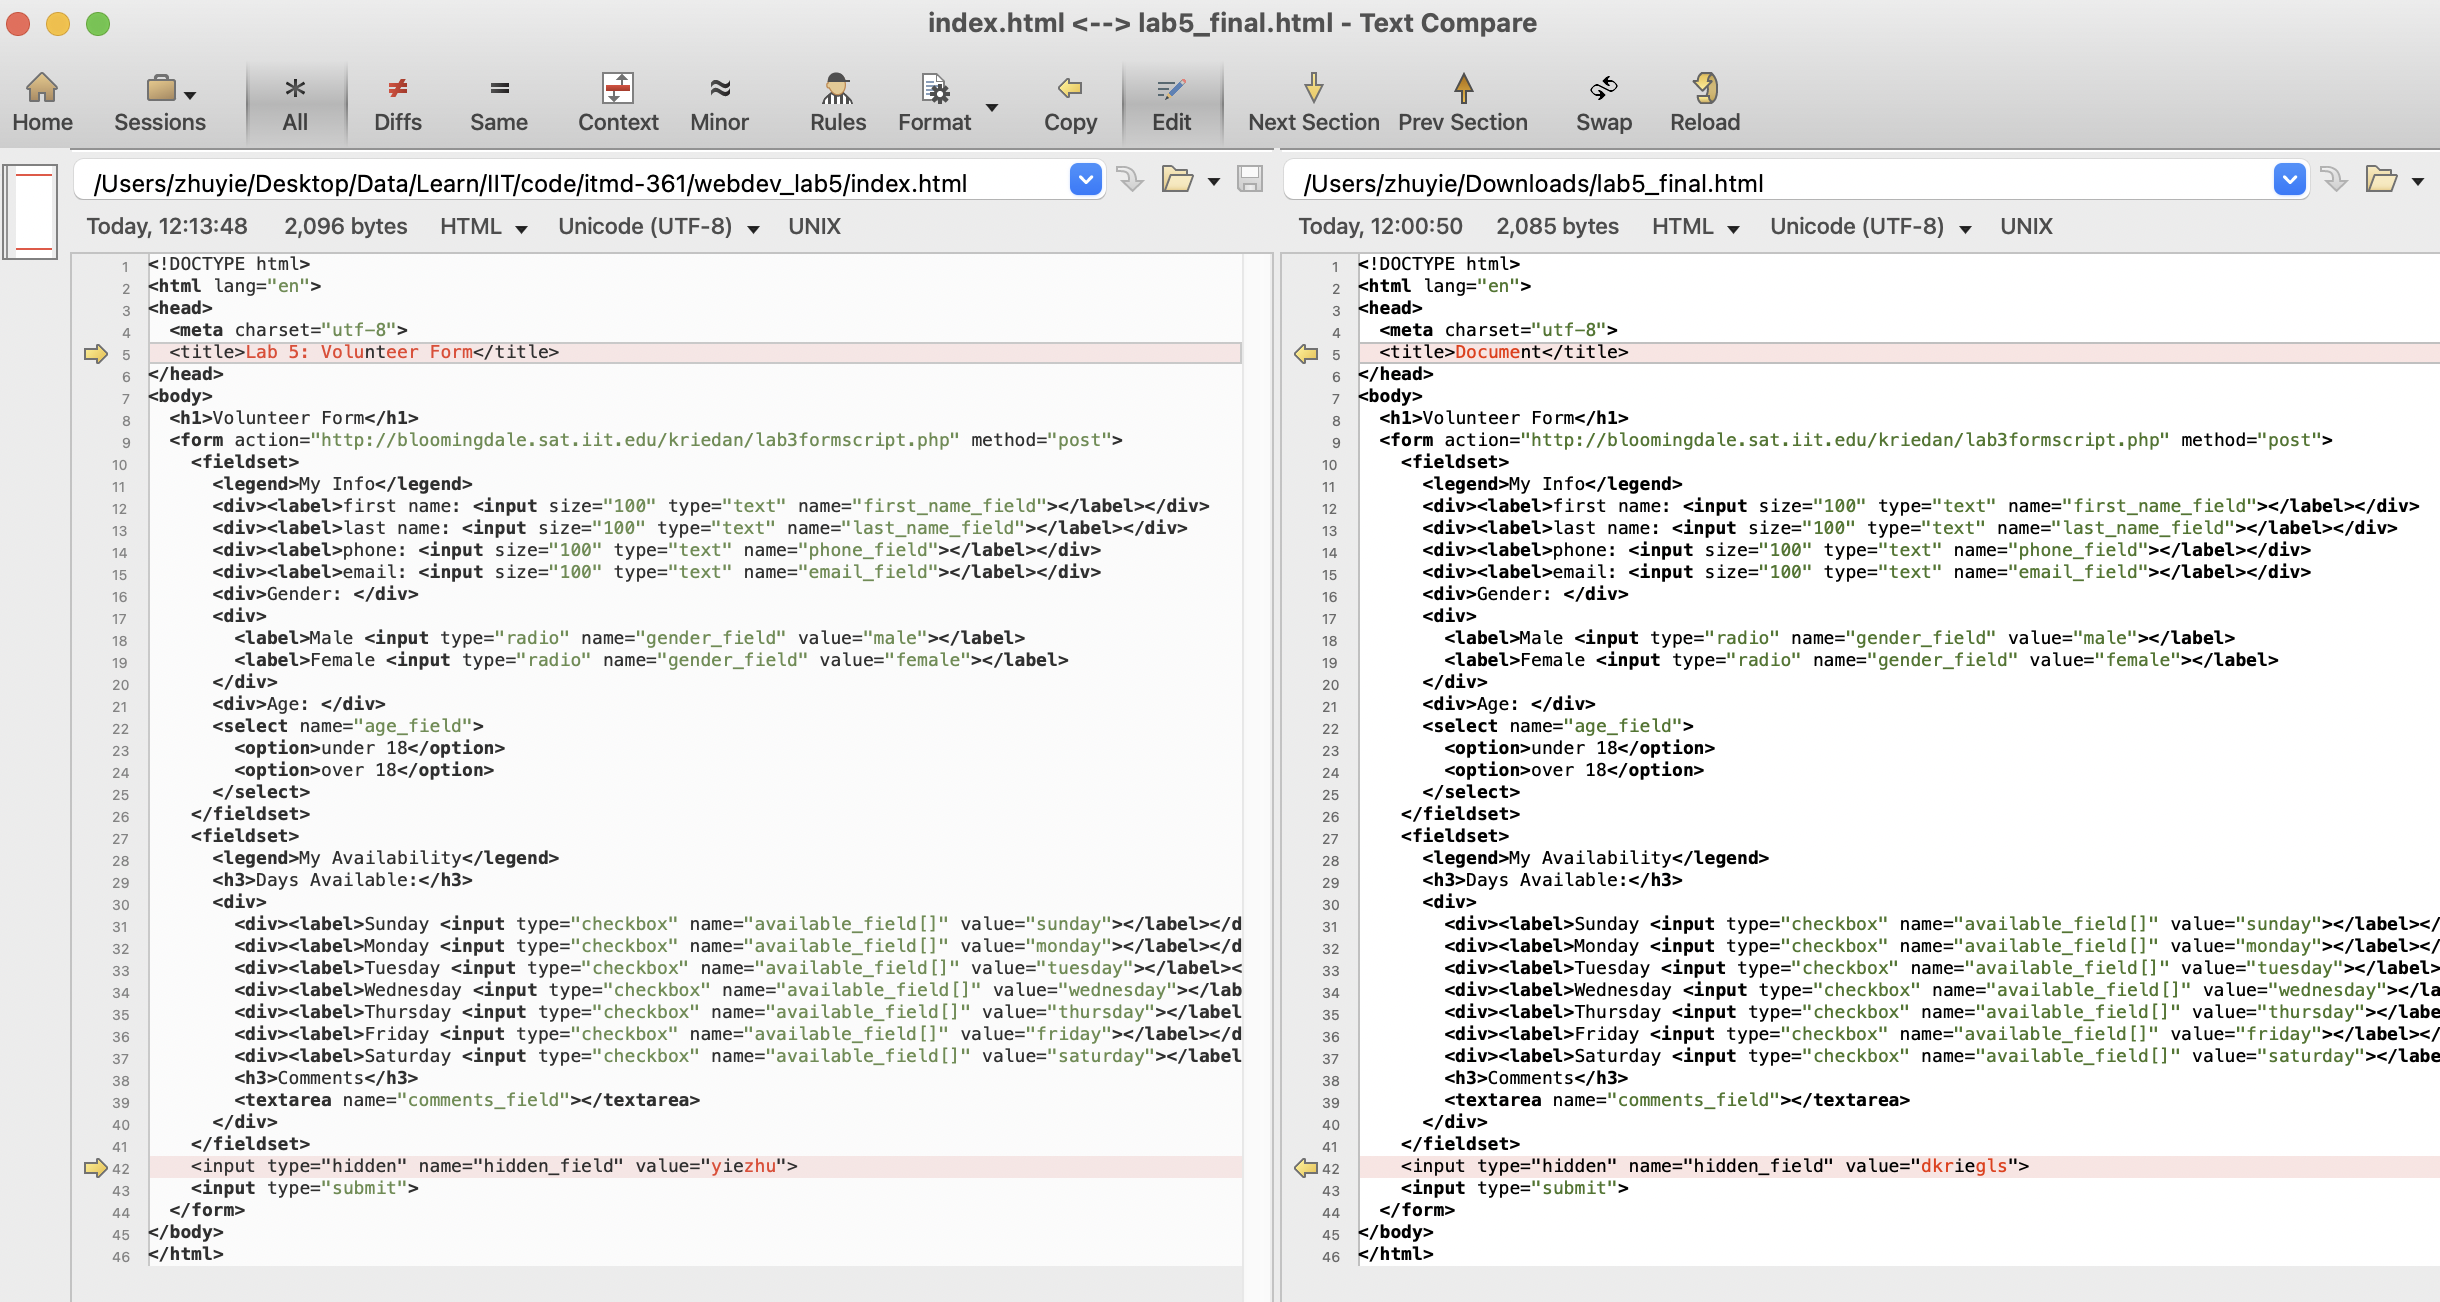 index.html <--> lab5_final.html - Text Compare
Home Sessions All Diffs Same Context Minor Rules Format Copy Edit Next Section Prev Section Swap Reload
/Users/zhuyie/Desktop/Data/Learn/IIT/code/itmd-361/webdev_lab5/index.html
Today, 12:13:48 2,096 bytes HTML Unicode (UTF-8) UNIX
1 <!DOCTYPE html>
2 <html lang="en">
3 <head>
4 <meta charset="utf-8">
5 <title>Lab 5: Volunteer Form</title>
6 </head>
7 <body>
8 <h1>Volunteer Form</h1>
9 <form action="http://bloomingdale.sat.iit.edu/kriedan/lab3formscript.php" method="post">
10 <fieldset>
11 <legend>My Info</legend>
12 <div><label>first name: <input size="100" type="text" name="first_name_field"></label></div>
13 <div><label>last name: <input size="100" type="text" name="last_name_field"></label></div>
14 <div><label>phone: <input size="100" type="text" name="phone_field"></label></div>
15 <div><label>email: <input size="100" type="text" name="email_field"></label></div>
16 <div>Gender: </div>
17 <div>
18 <label>Male <input type="radio" name="gender_field" value="male"></label>
19 <label>Female <input type="radio" name="gender_field" value="female"></label>
20 </div>
21 <div>Age: </div>
22 <select name="age_field">
23 <option>under 18</option>
24 <option>over 18</option>
25 </select>
26 </fieldset>
27 <fieldset>
28 <legend>My Availability</legend>
29 <h3>Days Available:</h3>
30 <div>
31 <div><label>Sunday <input type="checkbox" name="available_field[]" value="sunday"></label></d
32 <div><label>Monday <input type="checkbox" name="available_field[]" value="monday"></label></d
33 <div><label>Tuesday <input type="checkbox" name="available_field[]" value="tuesday"></label><
34 <div><label>Wednesday <input type="checkbox" name="available_field[]" value="wednesday"></lab
35 <div><label>Thursday <input type="checkbox" name="available_field[]" value="thursday"></label
36 <div><label>Friday <input type="checkbox" name="available_field[]" value="friday"></label></d
37 <div><label>Saturday <input type="checkbox" name="available_field[]" value="saturday"></label
38 <h3>Comments</h3>
39 <textarea name="comments_field"></textarea>
40 </div>
41 </fieldset>
42 <input type="hidden" name="hidden_field" value="yiezhu">
43 <input type="submit">
44 </form>
45 </body>
46 </html>
/Users/zhuyie/Downloads/lab5_final.html
Today, 12:00:50 2,085 bytes HTML Unicode (UTF-8) UNIX
1 <!DOCTYPE html>
2 <html lang="en">
3 <head>
4 <meta charset="utf-8">
5 <title>Document</title>
6 </head>
7 <body>
8 <h1>Volunteer Form</h1>
9 <form action="http://bloomingdale.sat.iit.edu/kriedan/lab3formscript.php" method="post">
10 <fieldset>
11 <legend>My Info</legend>
12 <div><label>first name: <input size="100" type="text" name="first_name_field"></label></div>
13 <div><label>last name: <input size="100" type="text" name="last_name_field"></label></div>
14 <div><label>phone: <input size="100" type="text" name="phone_field"></label></div>
15 <div><label>email: <input size="100" type="text" name="email_field"></label></div>
16 <div>Gender: </div>
17 <div>
18 <label>Male <input type="radio" name="gender_field" value="male"></label>
19 <label>Female <input type="radio" name="gender_field" value="female"></label>
20 </div>
21 <div>Age: </div>
22 <select name="age_field">
23 <option>under 18</option>
24 <option>over 18</option>
25 </select>
26 </fieldset>
27 <fieldset>
28 <legend>My Availability</legend>
29 <h3>Days Available:</h3>
30 <div>
31 <div><label>Sunday <input type="checkbox" name="available_field[]" value="sunday"></label></
32 <div><label>Monday <input type="checkbox" name="available_field[]" value="monday"></label></
33 <div><label>Tuesday <input type="checkbox" name="available_field[]" value="tuesday"></label>
34 <div><label>Wednesday <input type="checkbox" name="available_field[]" value="wednesday"></la
35 <div><label>Thursday <input type="checkbox" name="available_field[]" value="thursday"></labe
36 <div><label>Friday <input type="checkbox" name="available_field[]" value="friday"></label></
37 <div><label>Saturday <input type="checkbox" name="available_field[]" value="saturday"></labe
38 <h3>Comments</h3>
39 <textarea name="comments_field"></textarea>
40 </div>
41 </fieldset>
42 <input type="hidden" name="hidden_field" value="dkriegls">
43 <input type="submit">
44 </form>
45 </body>
46 </html>